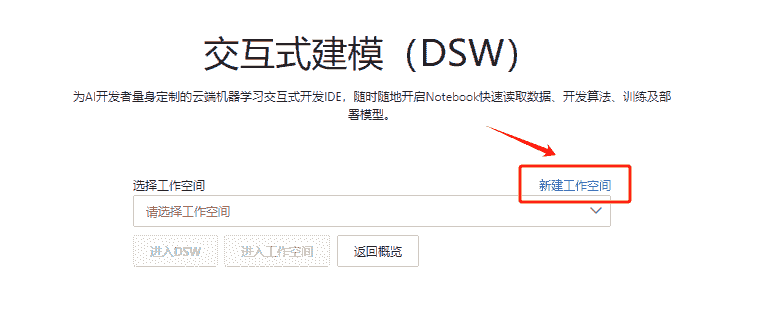 交互式建模（DSW）
为AI开发者量身定制的云端机器学习交互式开发IDE，随时随地开启Notebook快速读取数据、开发算法、训练及部
署模型。
选择工作空间 新建工作空间
请选择工作空间
进入DSW 进入工作空间 返回概览